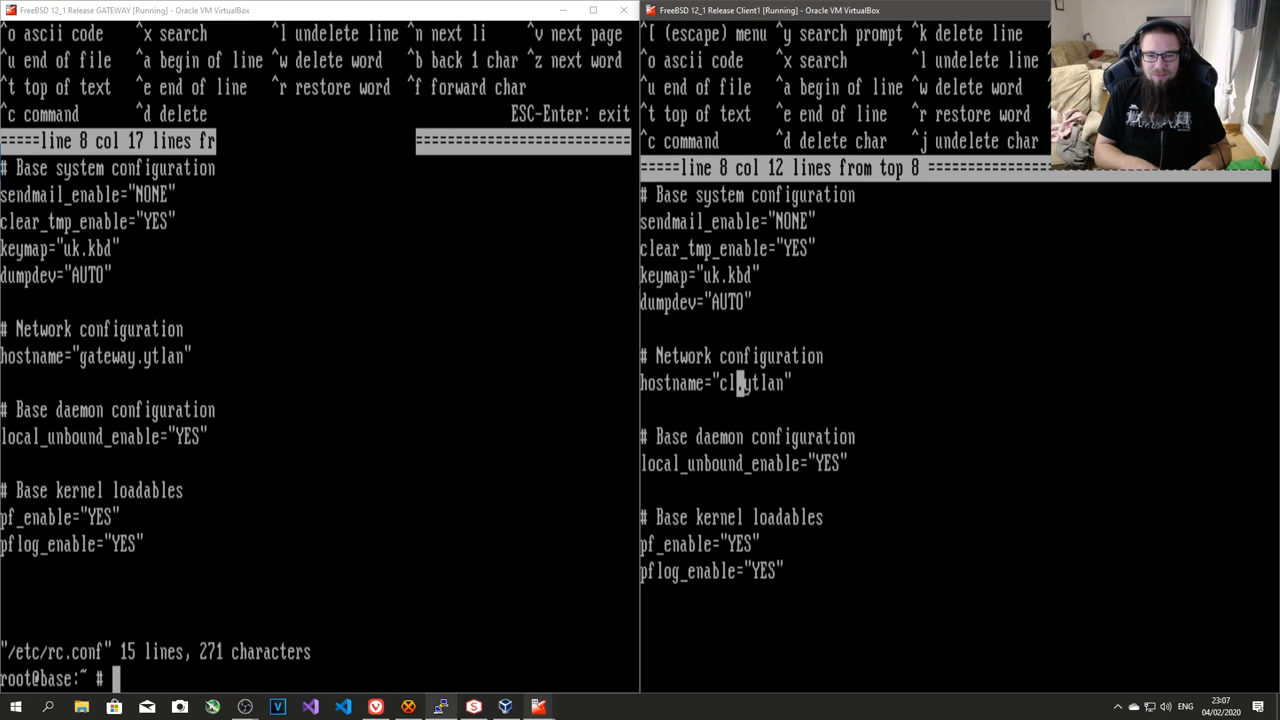 FreeBSD 12_1 Release GATEWAY [Running] - Oracle VM VirtualBox
^o ascii code ^x search ^l undelete line ^n next li ^v next page
^u end of file ^a begin of line ^w delete word ^b back 1 char ^z next word
^t top of text ^e end of line ^r restore word ^f forward char
^c command ^d delete ESC-Enter: exit
=====line 8 col 17 lines fr ============================
# Base system configuration
sendmail_enable="NONE"
clear_tmp_enable="YES"
keymap="uk.kbd"
dumpdev="AUTO"
# Network configuration
hostname="gateway.ytlan"
# Base daemon configuration
local_unbound_enable="YES"
# Base kernel loadables
pf_enable="YES"
pflog_enable="YES"
"/etc/rc.conf" 15 lines, 271 characters
root@base:~ #
FreeBSD 12_1 Release Client1 [Running] - Oracle VM VirtualBox
^[ (escape) menu ^y search prompt ^k delete line
^o ascii code ^x search ^l undelete line
^u end of file ^a begin of line ^w delete word
^t top of text ^e end of line ^r restore word
^c command ^d delete char ^j undelete char
=====line 8 col 12 lines from top 8 ================
# Base system configuration
sendmail_enable="NONE"
clear_tmp_enable="YES"
keymap="uk.kbd"
dumpdev="AUTO"
# Network configuration
hostname="cl.ytlan"
# Base daemon configuration
local_unbound_enable="YES"
# Base kernel loadables
pf_enable="YES"
pflog_enable="YES"
ENG
23:07
04/02/2020